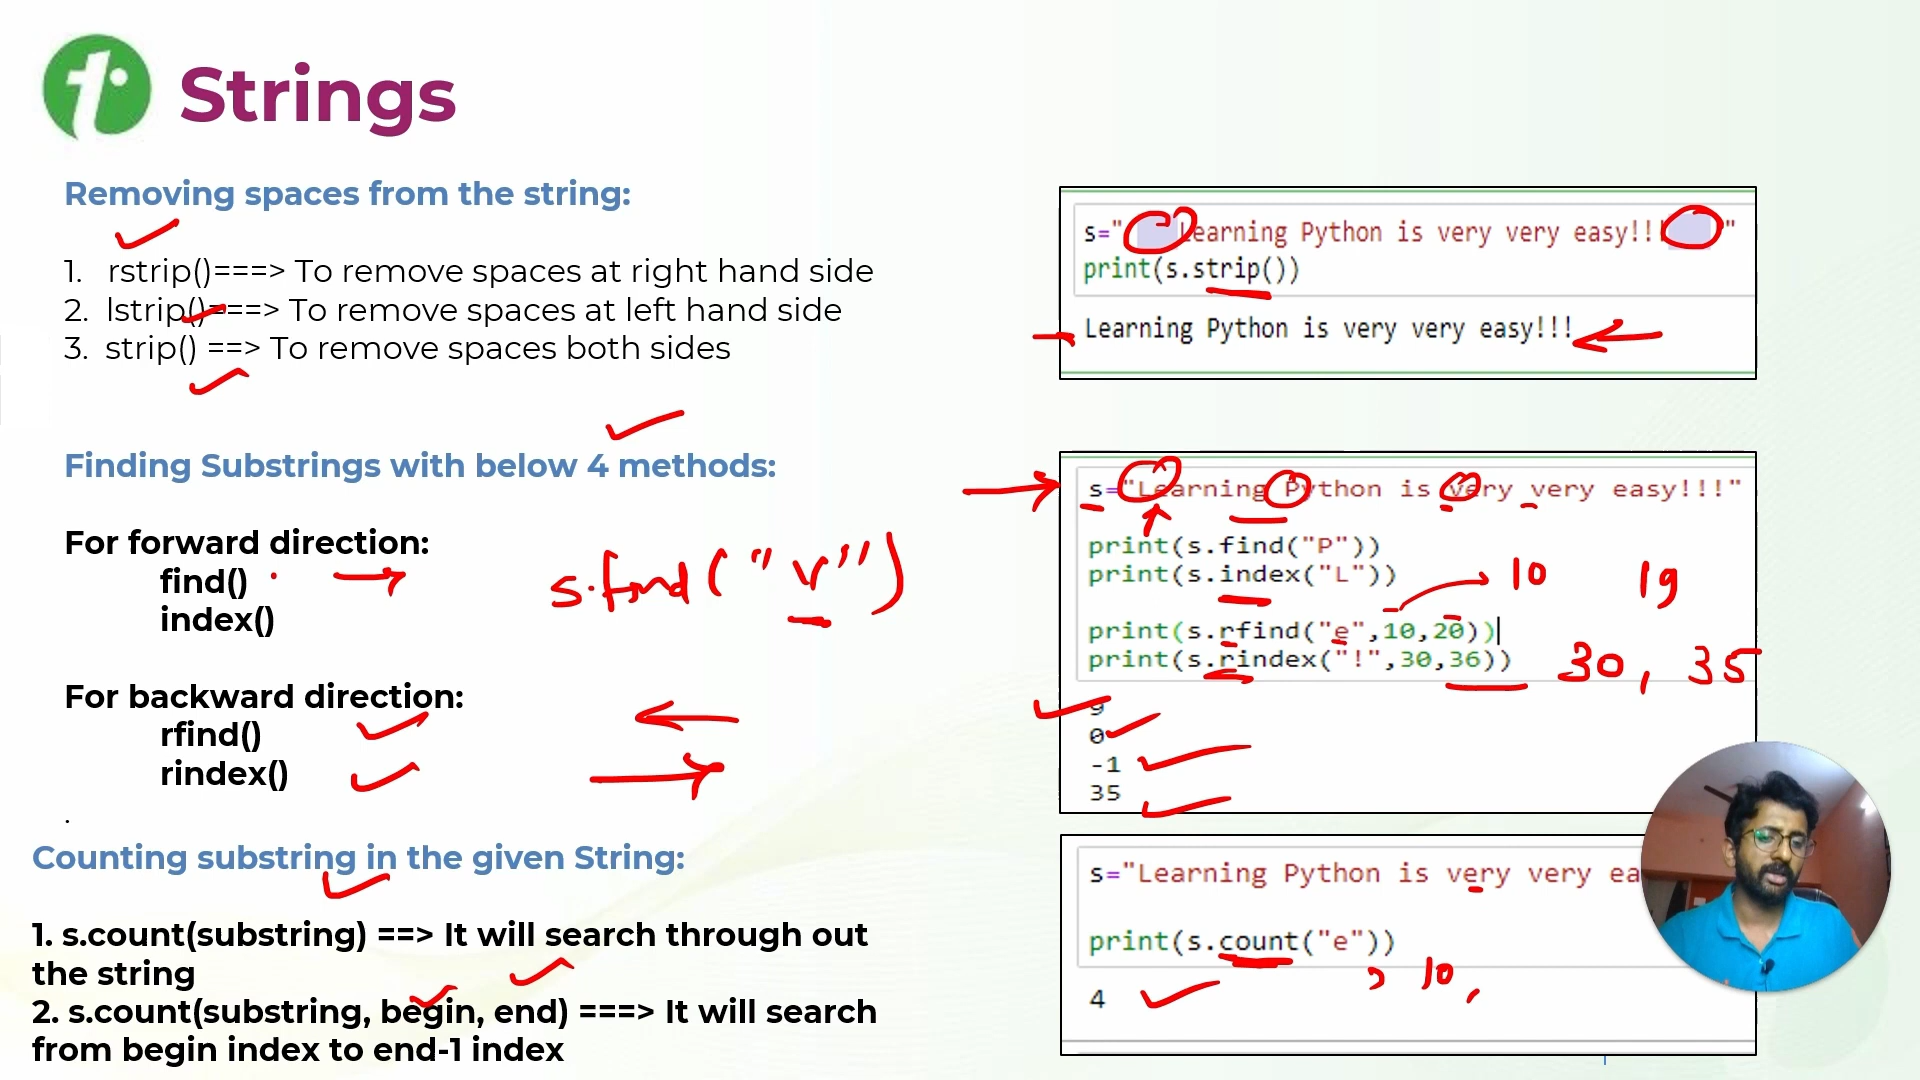 Strings
Removing spaces from the string:
1. rstrip()===> To remove spaces at right hand side
2. lstrip()===> To remove spaces at left hand side
3. strip() ==> To remove spaces both sides
Finding Substrings with below 4 methods:
For forward direction:
find()
index()
s.find("v")
For backward direction:
rfind()
rindex()
.
Counting substring in the given String:
1. s.count(substring) ==> It will search through out
the string
2. s.count(substring, begin, end) ===> It will search
from begin index to end-1 index
s=" Learning Python is very very easy!!! "
print(s.strip())
Learning Python is very very easy!!!
s="Learning Python is very very easy!!!"
print(s.find("P"))
print(s.index("L"))
10 19
print(s.rfind("e",10,20))
print(s.rindex("!",30,36))
30, 35
9
0
-1
35
s="Learning Python is very very ea
print(s.count("e"))
, 10,
4